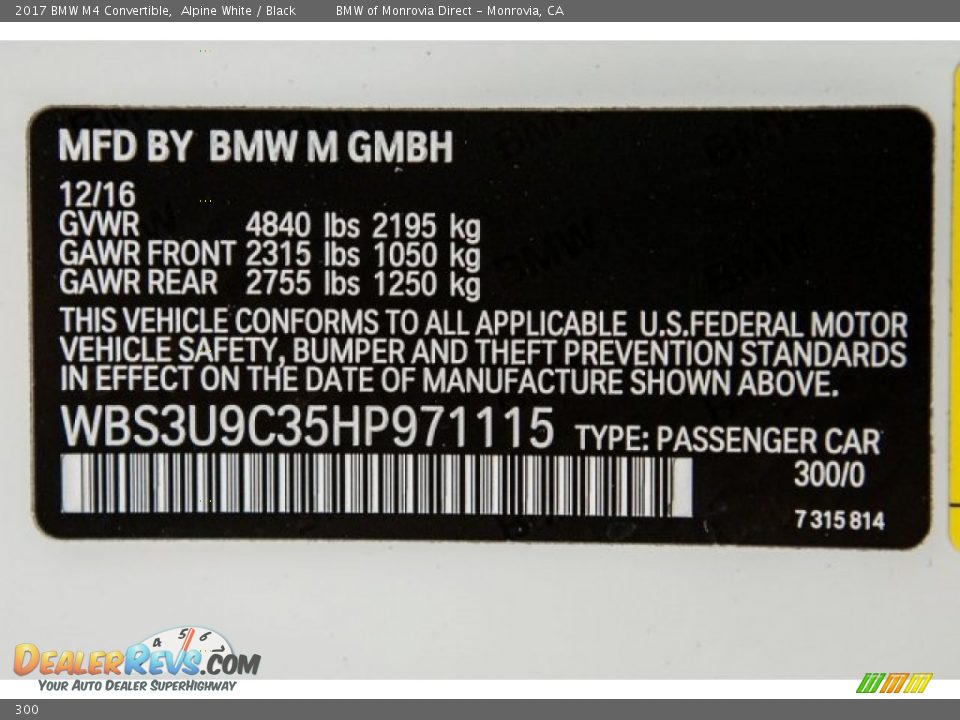 2017 BMW M4 Convertible, Alpine White / Black BMW of Monrovia Direct - Monrovia, CA
MFD BY BMW M GMBH
12/16
GVWR 4840 lbs 2195 kg
GAWR FRONT 2315 lbs 1050 kg
GAWR REAR 2755 lbs 1250 kg
THIS VEHICLE CONFORMS TO ALL APPLICABLE U.S.FEDERAL MOTOR
VEHICLE SAFETY, BUMPER AND THEFT PREVENTION STANDARDS
IN EFFECT ON THE DATE OF MANUFACTURE SHOWN ABOVE.
WBS3U9C35HP971115 TYPE: PASSENGER CAR
300/0
7 315 814
4 5 6
DEALERREVS.COM
YOUR AUTO DEALER SUPERHIGHWAY
300